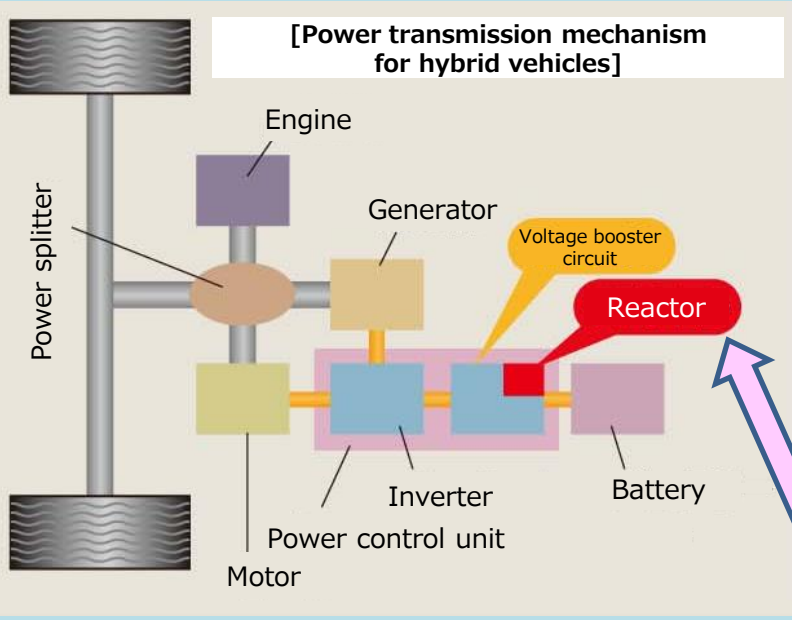 [Power transmission mechanism
for hybrid vehicles]
Engine
Generator
Voltage booster
circuit
Reactor
Power splitter
Inverter
Battery
Power control unit
Motor